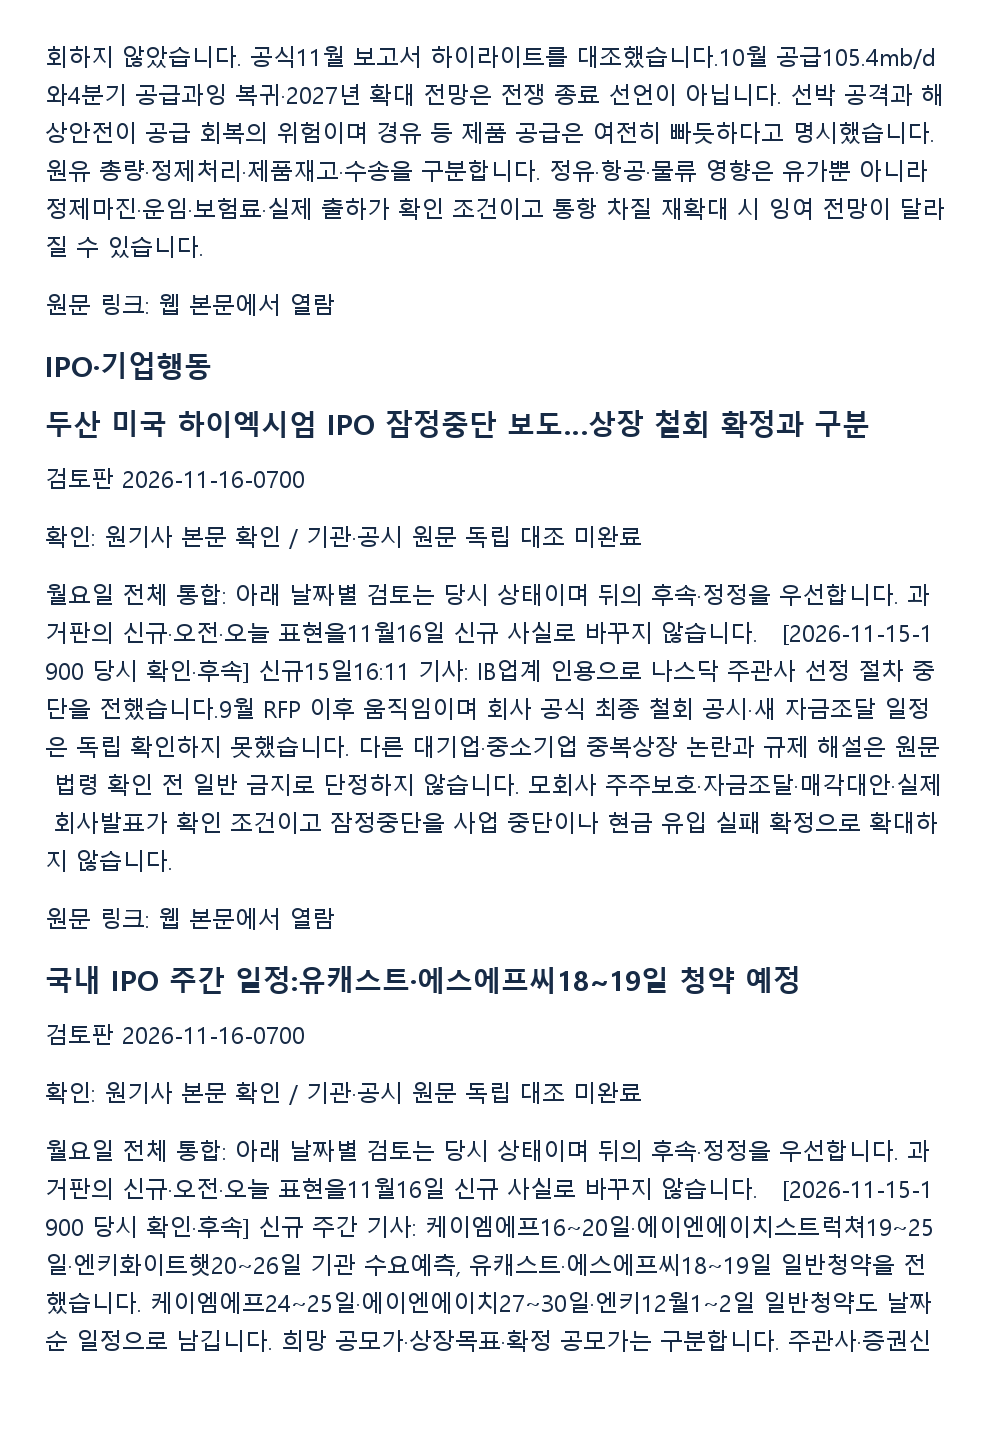 회하지 않았습니다. 공식11월 보고서 하이라이트를 대조했습니다.10월 공급105.4mb/d
와4분기 공급과잉 복귀·2027년 확대 전망은 전쟁 종료 선언이 아닙니다. 선박 공격과 해
상안전이 공급 회복의 위험이며 경유 등 제품 공급은 여전히 빠듯하다고 명시했습니다.
원유 총량·정제처리·제품재고·수송을 구분합니다. 정유·항공·물류 영향은 유가뿐 아니라
정제마진·운임·보험료·실제 출하가 확인 조건이고 통항 차질 재확대 시 잉여 전망이 달라
질 수 있습니다.
원문 링크: 웹 본문에서 열람
IPO·기업행동
두산 미국 하이엑시엄 IPO 잠정중단 보도...상장 철회 확정과 구분
검토판 2026-11-16-0700
확인: 원기사 본문 확인 / 기관·공시 원문 독립 대조 미완료
월요일 전체 통합: 아래 날짜별 검토는 당시 상태이며 뒤의 후속·정정을 우선합니다. 과
거판의 신규·오전·오늘 표현을11월16일 신규 사실로 바꾸지 않습니다.   [2026-11-15-1
900 당시 확인·후속] 신규15일16:11 기사: IB업계 인용으로 나스닥 주관사 선정 절차 중
단을 전했습니다.9월 RFP 이후 움직임이며 회사 공식 최종 철회 공시·새 자금조달 일정
은 독립 확인하지 못했습니다. 다른 대기업·중소기업 중복상장 논란과 규제 해설은 원문
법령 확인 전 일반 금지로 단정하지 않습니다. 모회사 주주보호·자금조달·매각대안·실제
회사발표가 확인 조건이고 잠정중단을 사업 중단이나 현금 유입 실패 확정으로 확대하
지 않습니다.
원문 링크: 웹 본문에서 열람
국내 IPO 주간 일정:유캐스트·에스에프씨18~19일 청약 예정
검토판 2026-11-16-0700
확인: 원기사 본문 확인 / 기관·공시 원문 독립 대조 미완료
월요일 전체 통합: 아래 날짜별 검토는 당시 상태이며 뒤의 후속·정정을 우선합니다. 과
거판의 신규·오전·오늘 표현을11월16일 신규 사실로 바꾸지 않습니다.   [2026-11-15-1
900 당시 확인·후속] 신규 주간 기사: 케이엠에프16~20일·에이엔에이치스트럭쳐19~25
일·엔키화이트햇20~26일 기관 수요예측, 유캐스트·에스에프씨18~19일 일반청약을 전
했습니다. 케이엠에프24~25일·에이엔에이치27~30일·엔키12월1~2일 일반청약도 날짜
순 일정으로 남깁니다. 희망 공모가·상장목표·확정 공모가는 구분합니다. 주관사·증권신